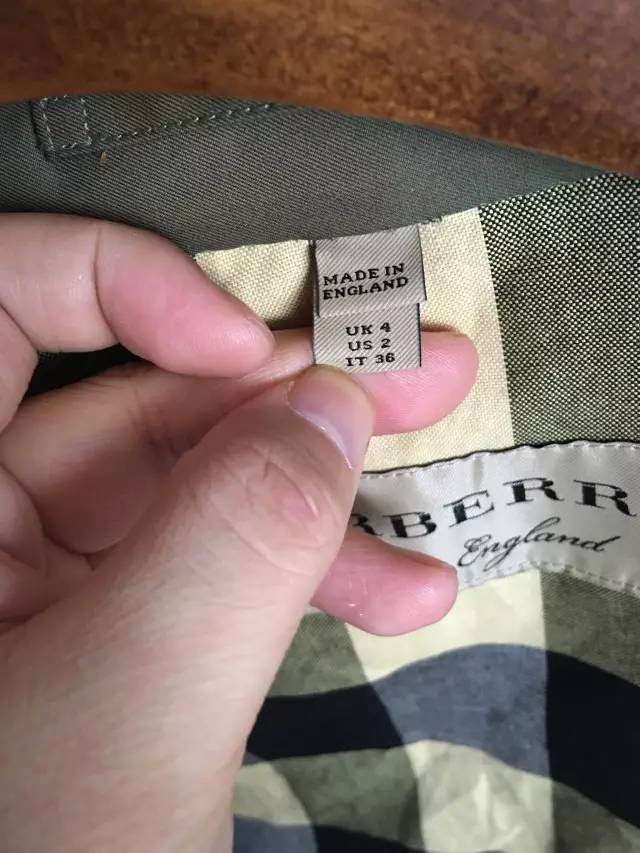 MADE IN
ENGLAND
UK 4
US 2
IT 36
RBERR
England